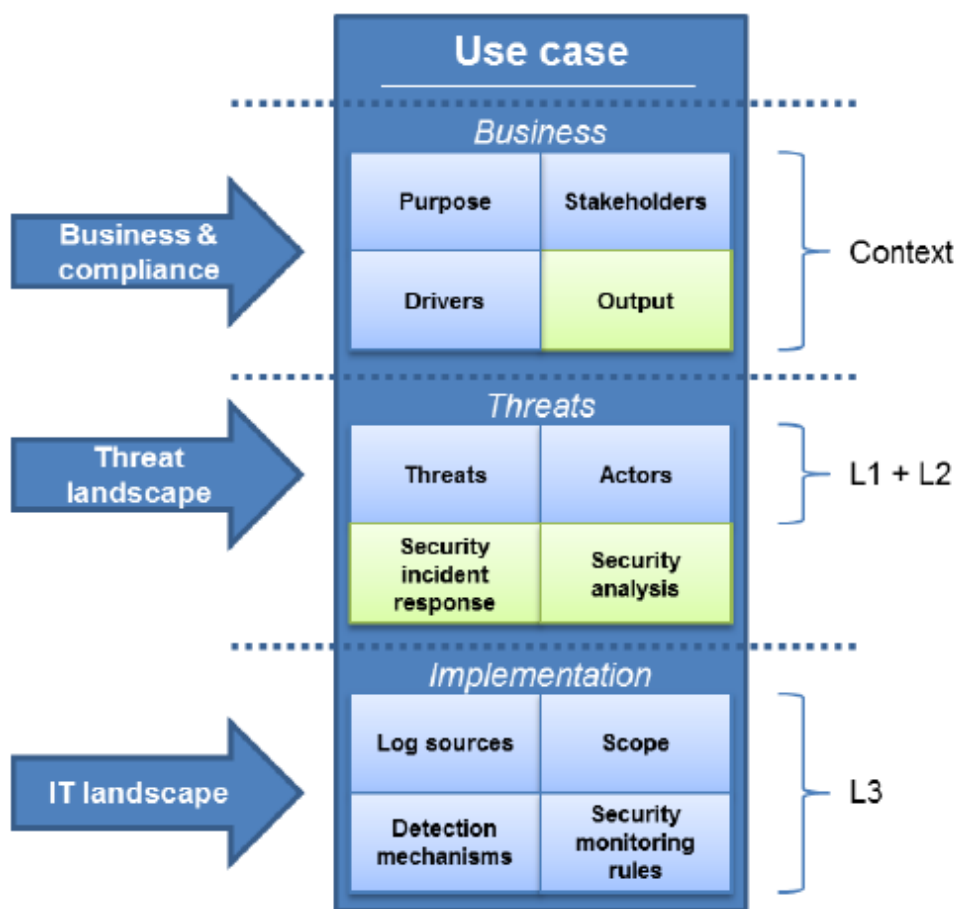 Use case
Business
Purpose
Stakeholders
Business &
compliance
Context
Drivers
Output
Threats
Threat
landscape
Threats
Actors
L1 + L2
Security
incident
response
Security
analysis
Implementation
Log sources
Scope
IT landscape
L3
Detection
mechanisms
Security
monitoring
rules